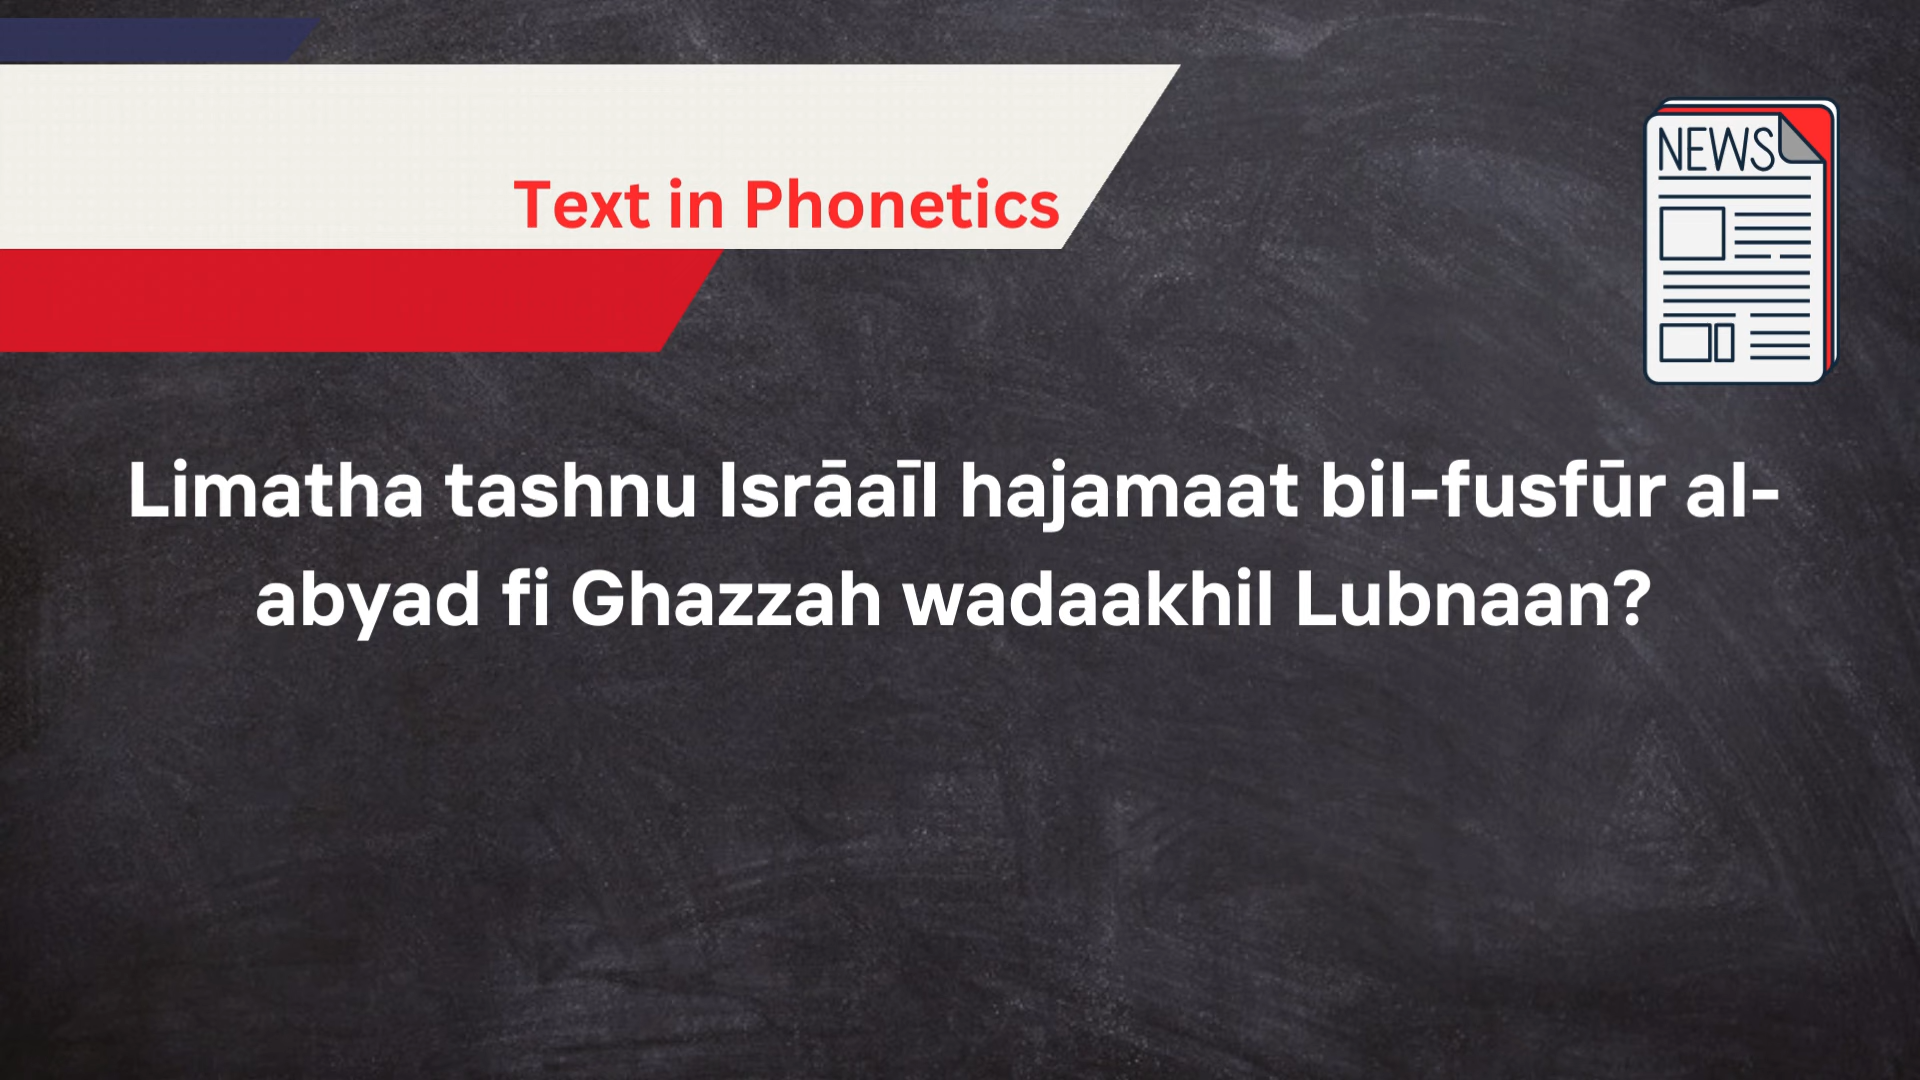 Text in Phonetics
NEWS
Limatha tashnu Isrāaīl hajamaat bil-fusfūr al-
abyad fi Ghazzah wadaakhil Lubnaan?